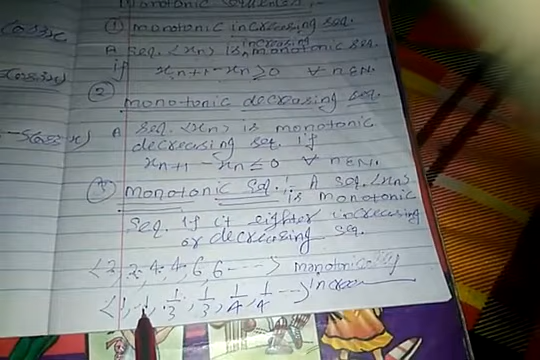 monotonic sequences
① monotonic increasing seq.
A seq. <xn> is monotonic seq.
increasing
if xn+1 - xn ≥ 0 ∀ n∈N.
② monotonic decreasing seq.
A seq. <xn> is monotonic
decreasing seq. if
xn+1 - xn ≤ 0 ∀ n∈N.
③ monotonic seq. : A seq. <xn>
is monotonic
seq. if it eighter increasing
or decreasing seq.
<2, 2, 4, 4, 6, 6 ----> monotonically
<1, 1, 1/3, 1/3, 1/4, 1/4 --->